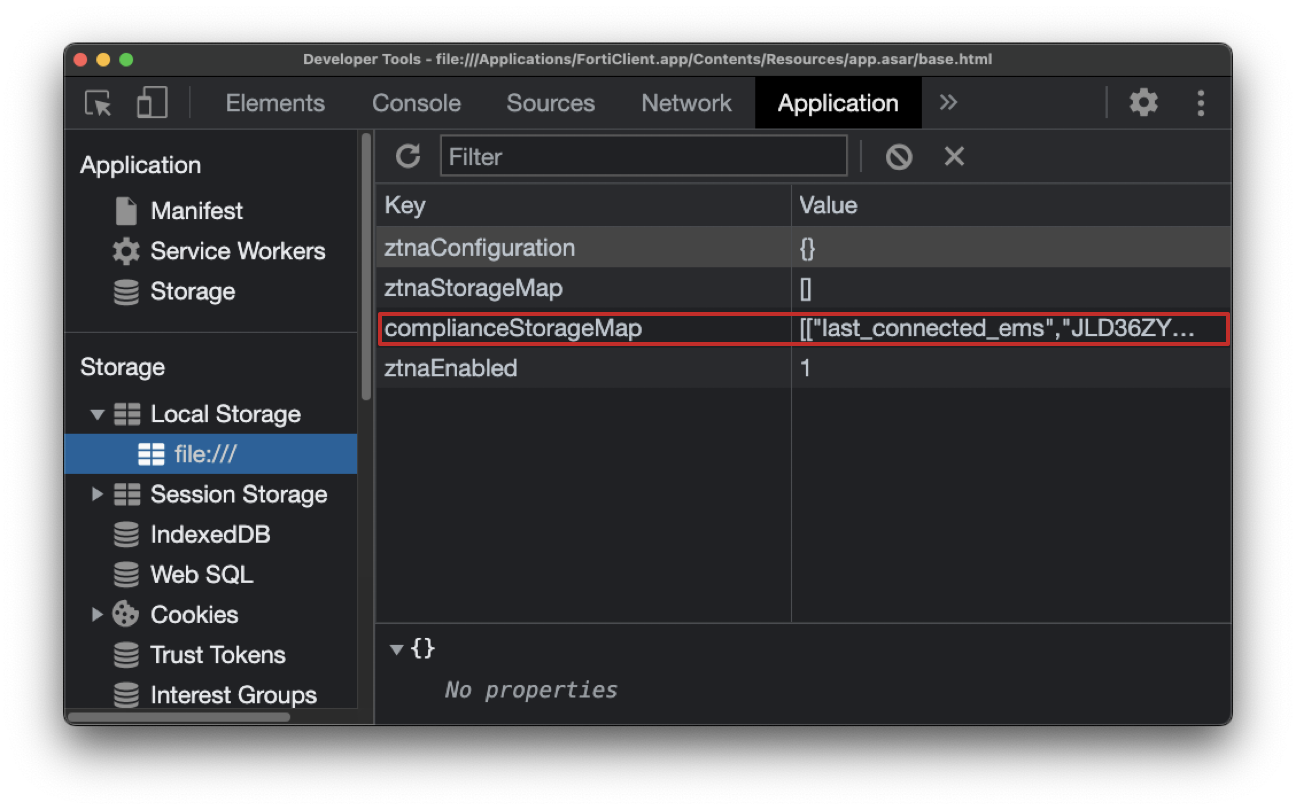 Developer Tools - file:///Applications/FortiClient.app/Contents/Resources/app.asar/base.html
Elements Console Sources Network Application »
Application
Manifest
Service Workers
Storage
Storage
Local Storage
file:///
Session Storage
IndexedDB
Web SQL
Cookies
Trust Tokens
Interest Groups
Filter
Key Value
ztnaConfiguration {}
ztnaStorageMap []
complianceStorageMap [["last_connected_ems","JLD36ZY…
ztnaEnabled 1
{}
No properties